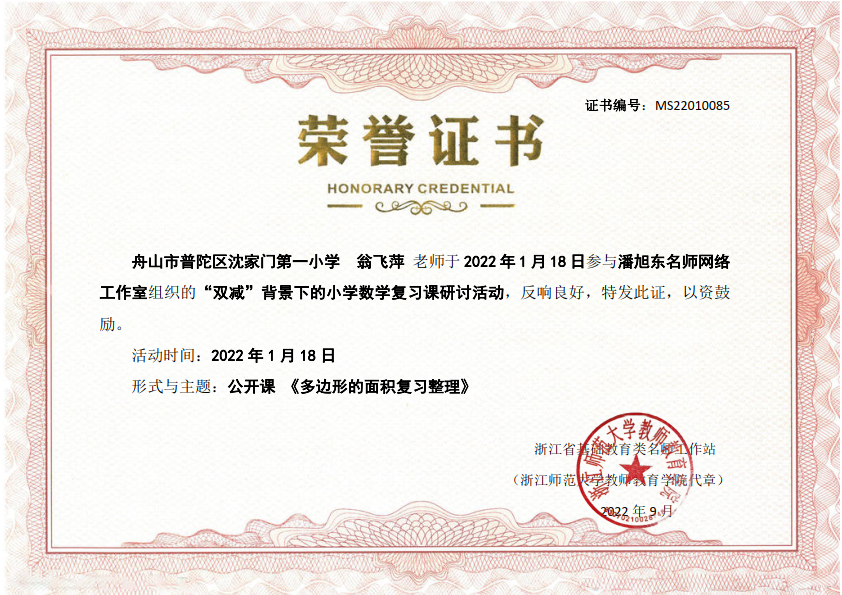 证书编号：MS22010085
荣誉证书
HONORARY CREDENTIAL
舟山市普陀区沈家门第一小学 翁飞萍 老师于 2022 年 1 月 18 日参与潘旭东名师网络
工作室组织的“双减”背景下的小学数学复习课研讨活动，反响良好，特发此证，以资鼓
励。
活动时间：2022 年 1 月 18 日
形式与主题：公开课 《多边形的面积复习整理》
浙江省基础教育类名师工作站
（浙江师范大学教师教育学院代章）
2022 年 9 月
浙江师范大学教师教育学院